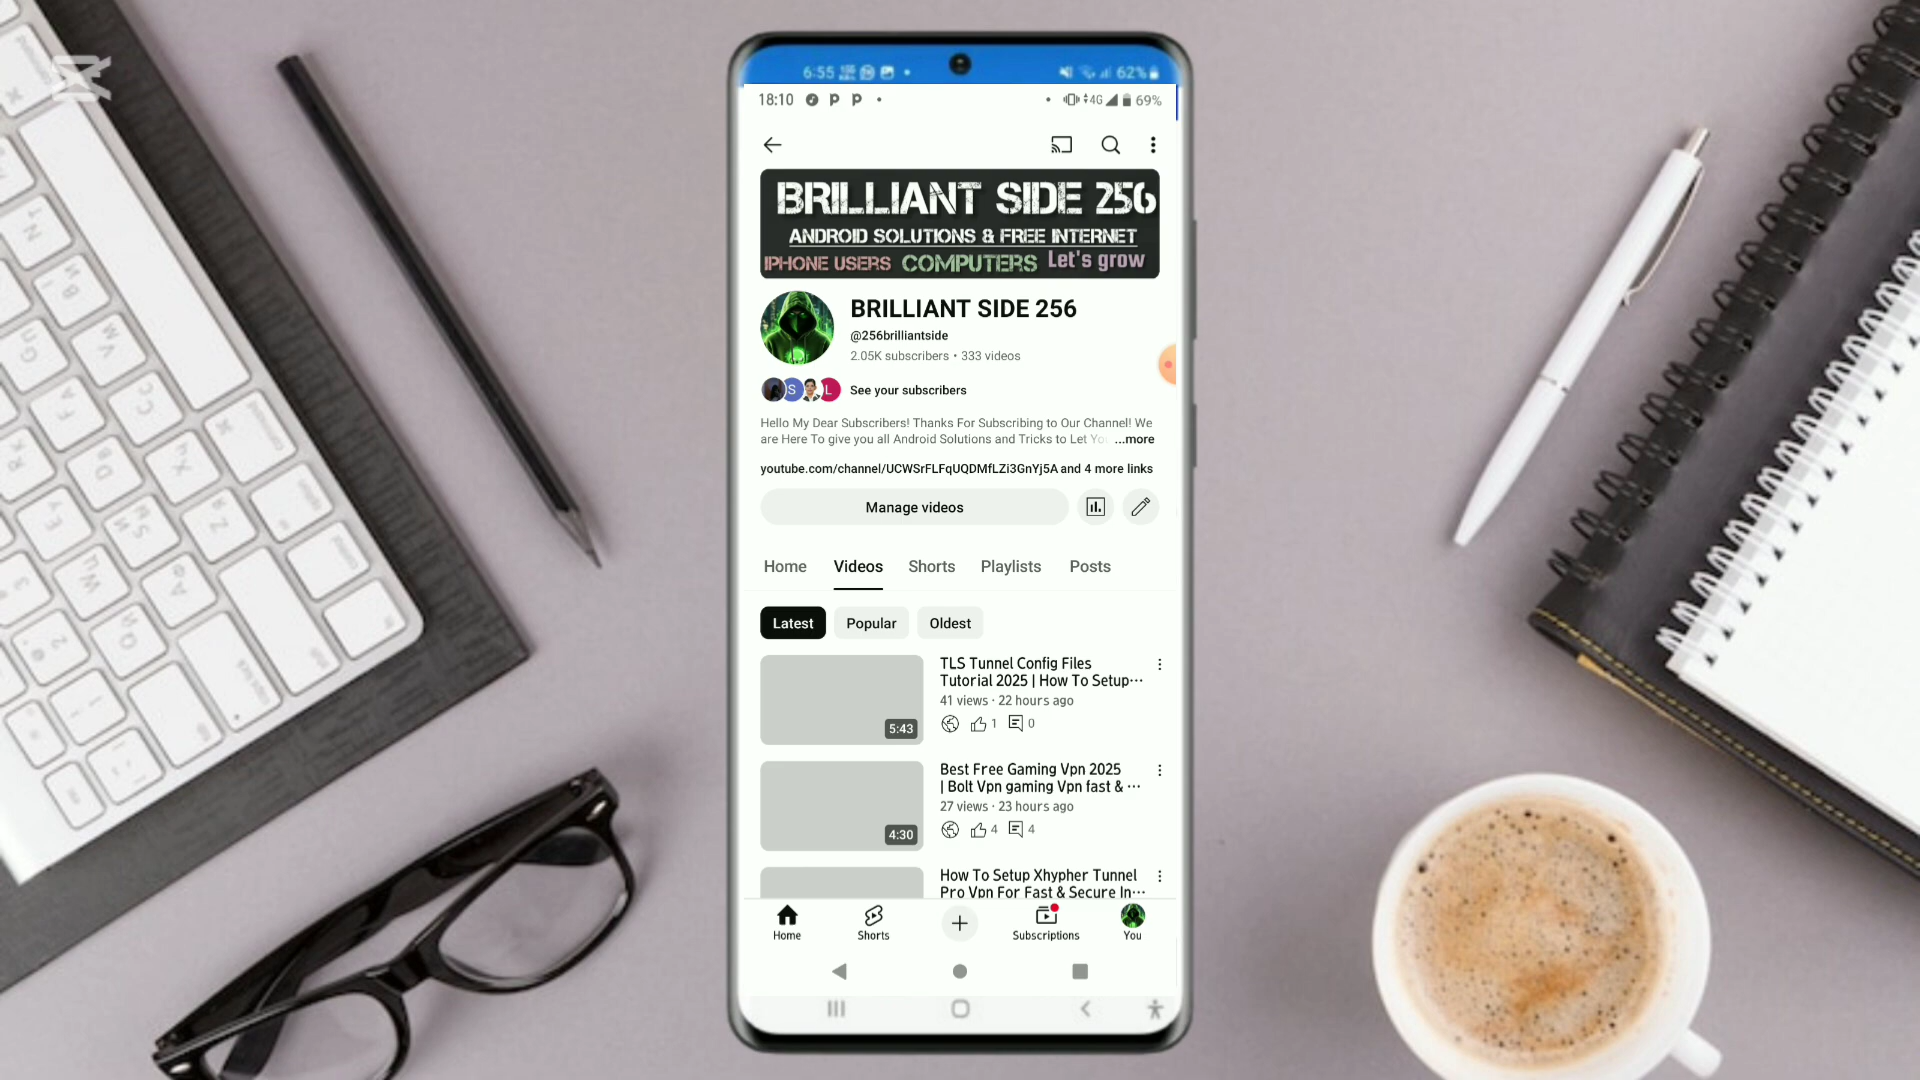 6:55
62%
18:10 P P
4G 69%
BRILLIANT SIDE 256
ANDROID SOLUTIONS & FREE INTERNET
IPHONE USERS COMPUTERS Let's grow
BRILLIANT SIDE 256
@256brilliantside
2.05K subscribers • 333 videos
S L See your subscribers
Hello My Dear Subscribers! Thanks For Subscribing to Our Channel! We
are Here To give you all Android Solutions and Tricks to Let Yo ...more
youtube.com/channel/UCWSrFLFqUQDMfLZi3GnYj5A and 4 more links
Manage videos
Home Videos Shorts Playlists Posts
Latest Popular Oldest
TLS Tunnel Config Files
Tutorial 2025 | How To Setup...
41 views · 22 hours ago
1 0
5:43
Best Free Gaming Vpn 2025
| Bolt Vpn gaming Vpn fast & ...
27 views · 23 hours ago
4 4
4:30
How To Setup Xhypher Tunnel
Pro Vpn For Fast & Secure In...
Home Shorts Subscriptions You